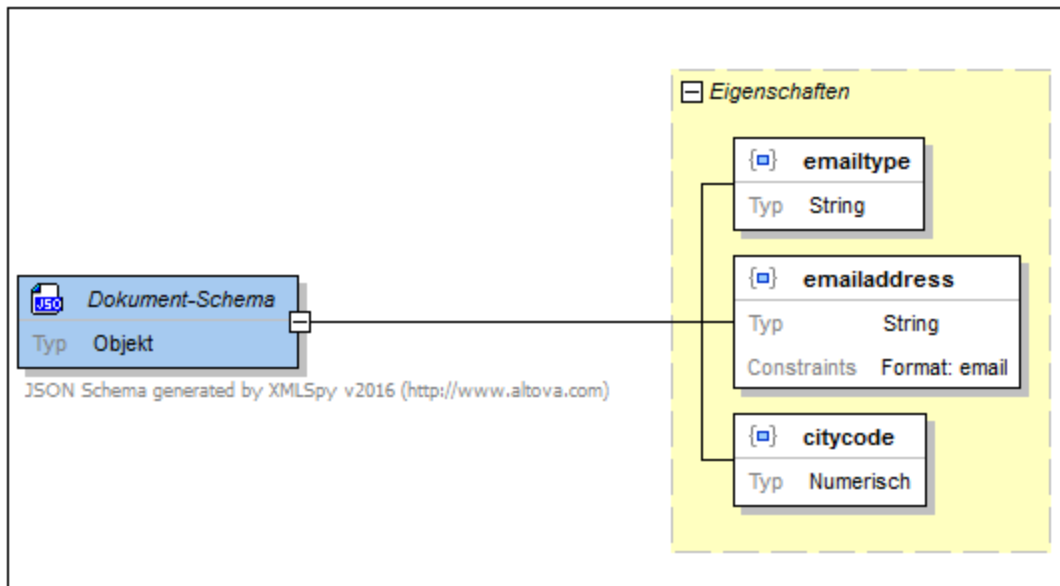 Eigenschaften
emailtype
Typ String
emailaddress
Typ String
Constraints Format: email
citycode
Typ Numerisch
JSO Dokument-Schema
Typ Objekt
JSON Schema generated by XMLSpy v2016 (http://www.altova.com)